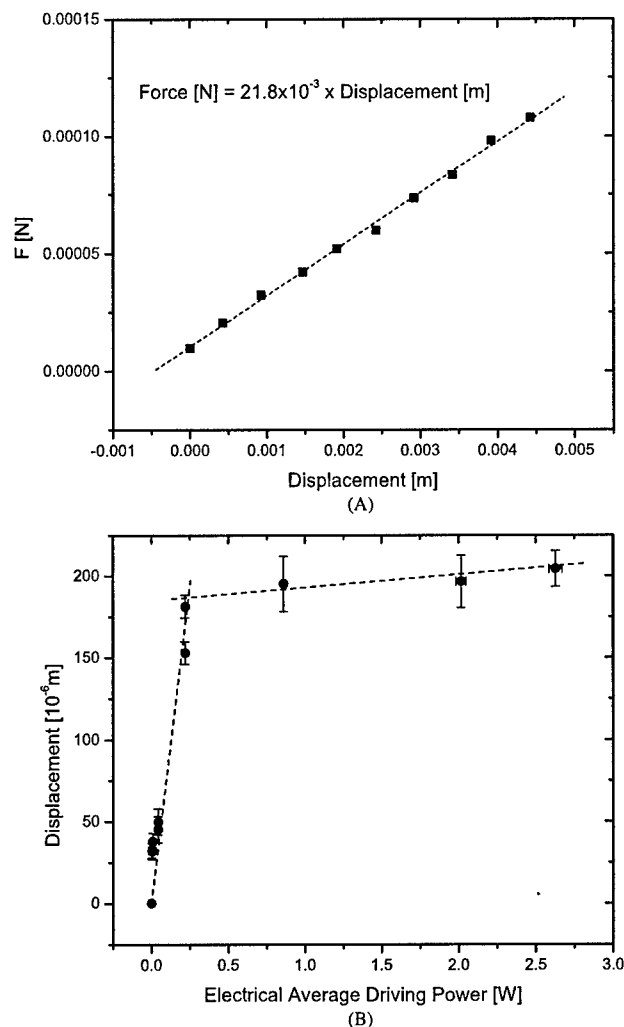 0.00015
Force [N] = 21.8x10⁻³ x Displacement [m]
0.00010
F [N]
0.00005
0.00000
-0.001 0.000 0.001 0.002 0.003 0.004 0.005
Displacement [m]
(A)
200
150
Displacement [10⁻⁶m]
100
50
0
0.0 0.5 1.0 1.5 2.0 2.5 3.0
Electrical Average Driving Power [W]
(B)